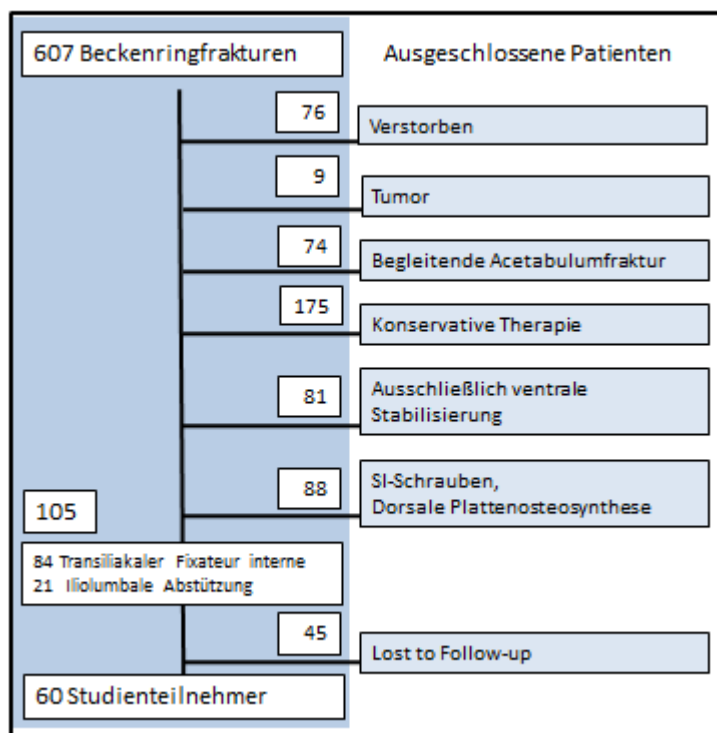 607 Beckenringfrakturen
Ausgeschlossene Patienten
76
Verstorben
9
Tumor
74
Begleitende Acetabulumfraktur
175
Konservative Therapie
81
Ausschließlich ventrale
Stabilisierung
88
SI-Schrauben,
Dorsale Plattenosteosynthese
105
84 Transiliakaler Fixateur interne
21 Iliolumbale Abstützung
45
Lost to Follow-up
60 Studienteilnehmer